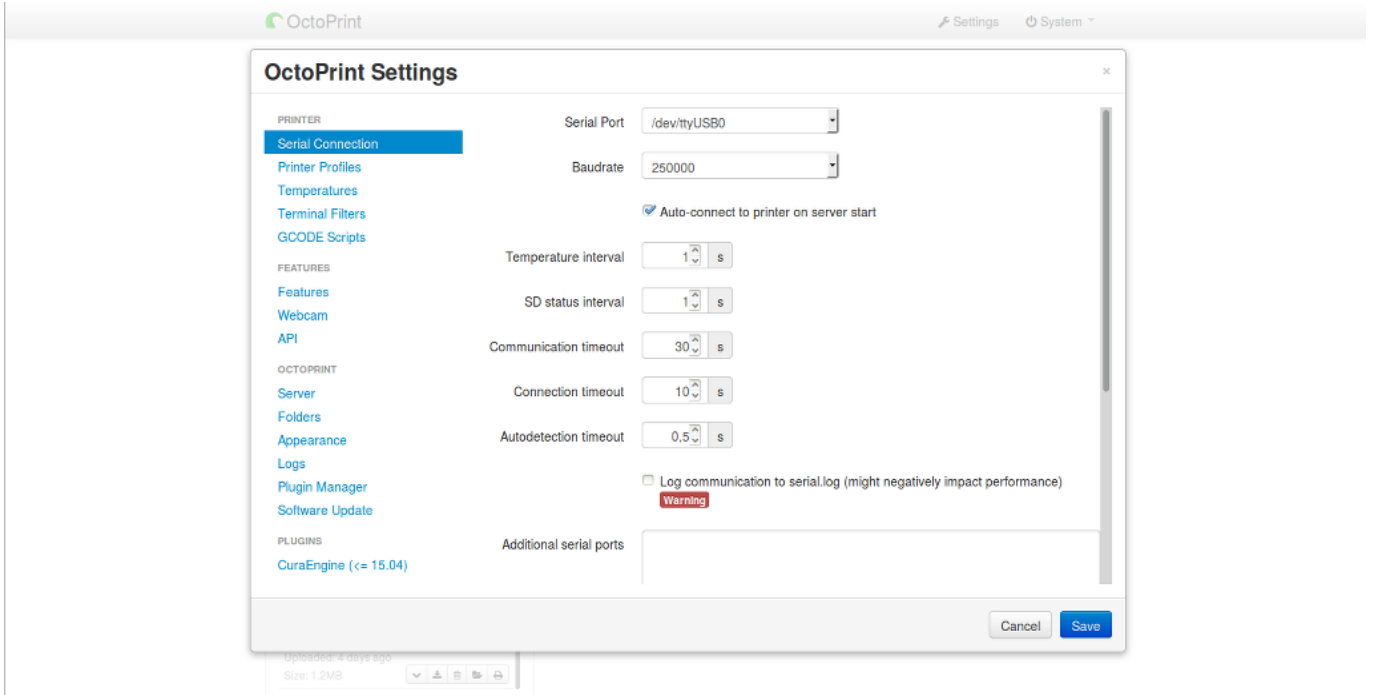 OctoPrint
Settings
System
OctoPrint Settings
×
PRINTER
Serial Connection
Printer Profiles
Temperatures
Terminal Filters
GCODE Scripts
FEATURES
Features
Webcam
API
OCTOPRINT
Server
Folders
Appearance
Logs
Plugin Manager
Software Update
PLUGINS
CuraEngine (<= 15.04)
Serial Port /dev/ttyUSB0
Baudrate 250000
Auto-connect to printer on server start
Temperature interval 1 s
SD status interval 1 s
Communication timeout 30 s
Connection timeout 10 s
Autodetection timeout 0,5 s
Log communication to serial.log (might negatively impact performance)
Warning
Additional serial ports
Cancel
Save
Uploaded: 4 days ago
Size: 1.2MB